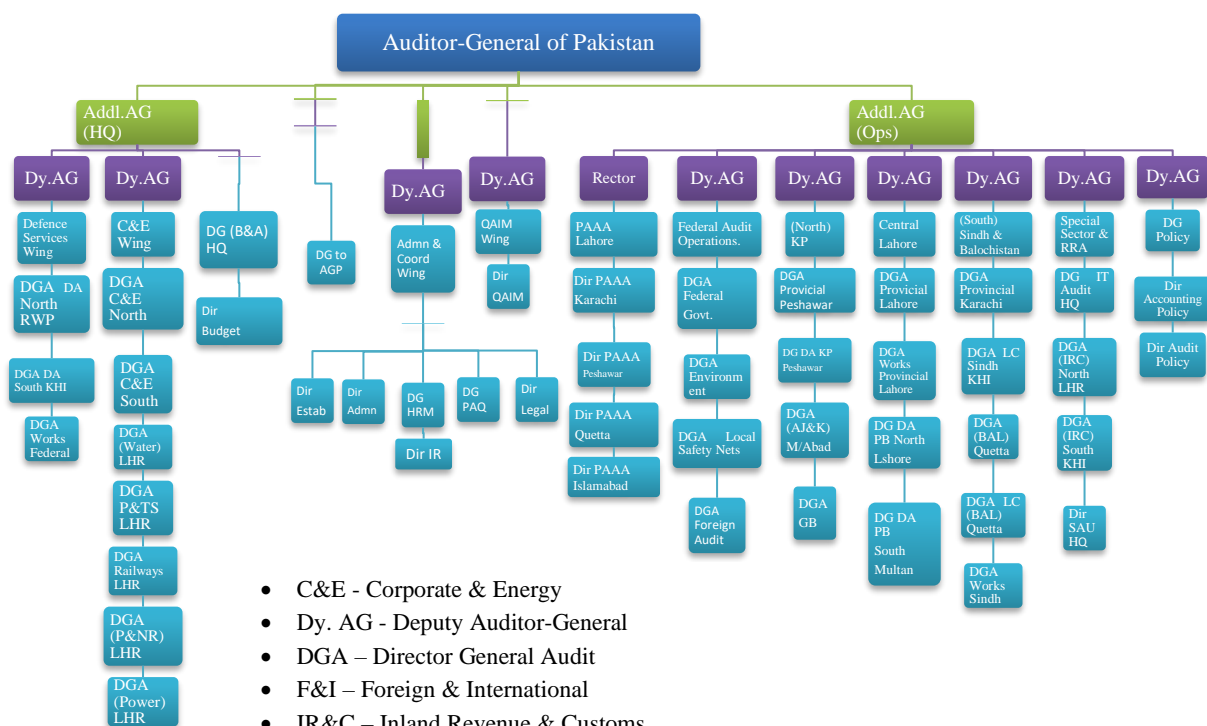 Auditor-General of Pakistan
Addl.AG
(HQ)
Addl.AG
(Ops)
Dy.AG
Defence
Services
Wing
DGA DA
North
RWP
DGA DA
South KHI
DGA
Works
Federal
Dy.AG
C&E
Wing
DGA
C&E
North
DGA
C&E
South
DGA
(Water)
LHR
DGA
P&TS
LHR
DGA
Railways
LHR
DGA
(P&NR)
LHR
DGA
(Power)
LHR
DG (B&A)
HQ
Dir
Budget
DG to
AGP
Dy.AG
Admn &
Coord
Wing
Dir
Estab
Dir
Admn
DG
HRM
Dir IR
DG
PAQ
Dir
Legal
Dy.AG
QAIM
Wing
Dir
QAIM
Rector
PAAA
Lahore
Dir PAAA
Karachi
Dir PAAA
Peshawar
Dir PAAA
Quetta
Dir PAAA
Islamabad
Dy.AG
Federal Audit
Operations.
DGA
Federal
Govt.
DGA
Environm
ent
DGA Local
Safety Nets
DGA
Foreign
Audit
Dy.AG
(North)
KP
DGA
Provicial
Peshawar
DG DA KP
Peshawar
DGA
(AJ&K)
M/Abad
DGA
GB
Dy.AG
Central
Lahore
DGA
Provicial
Lahore
DGA
Works
Provincial
Lahore
DG DA
PB North
Lshore
DG DA
PB
South
Multan
Dy.AG
(South)
Sindh &
Balochistan
DGA
Provincial
Karachi
DGA LC
Sindh
KHI
DGA
(BAL)
Quetta
DGA LC
(BAL)
Quetta
DGA
Works
Sindh
Dy.AG
Special
Sector &
RRA
DG IT
Audit
HQ
DGA
(IRC)
North
LHR
DGA
(IRC)
South
KHI
Dir
SAU
HQ
Dy.AG
DG
Policy
Dir
Accounting
Policy
Dir Audit
Policy
• C&E - Corporate & Energy
• Dy. AG - Deputy Auditor-General
• DGA – Director General Audit
• F&I – Foreign & International
• IR&C – Inland Revenue & Customs